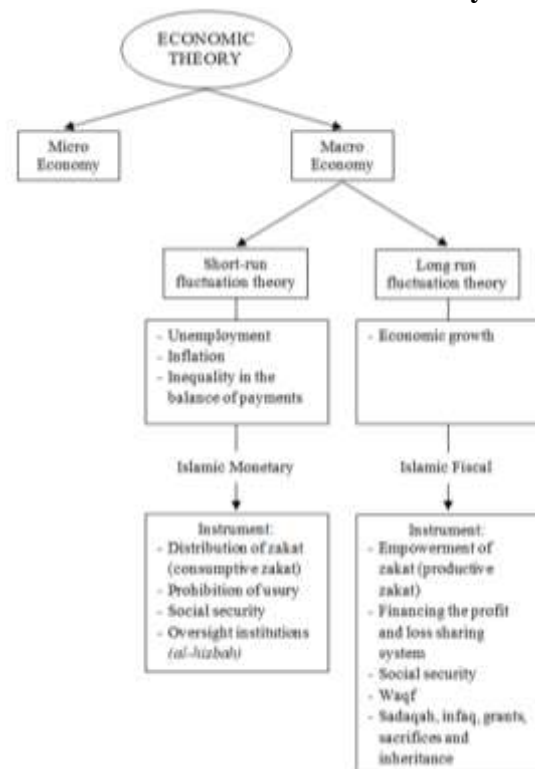 ECONOMIC
THEORY
Micro
Economy
Macro
Economy
Short-run
fluctuation theory
Long run
fluctuation theory
- Unemployment
- Inflation
- Inequality in the
balance of payments
- Economic growth
Islamic Monetary
Islamic Fiscal
Instrument:
- Distribution of zakat
(consumptive zakat)
- Prohibition of usury
- Social security
- Oversight institutions
(al-hizbah)
Instrument:
- Empowerment of
zakat (productive
zakat)
- Financing the profit
and loss sharing
system
- Social security
- Waqf
- Sadaqah, infaq, grants,
sacrifices and
inheritance